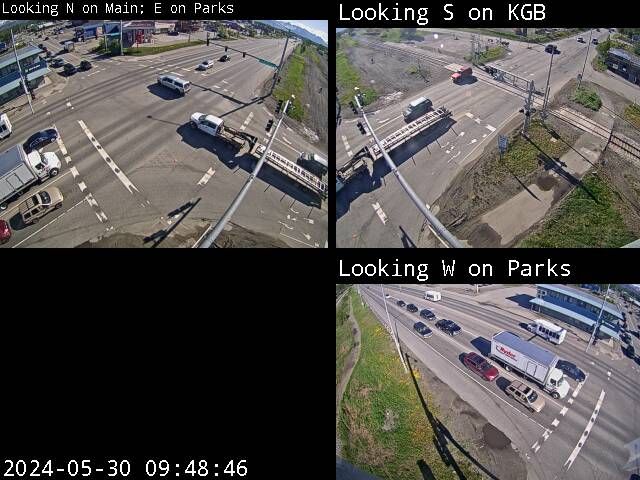 Looking N on Main; E on Parks
Looking S on KGB
Looking W on Parks
Ryder
2024-05-30 09:48:46